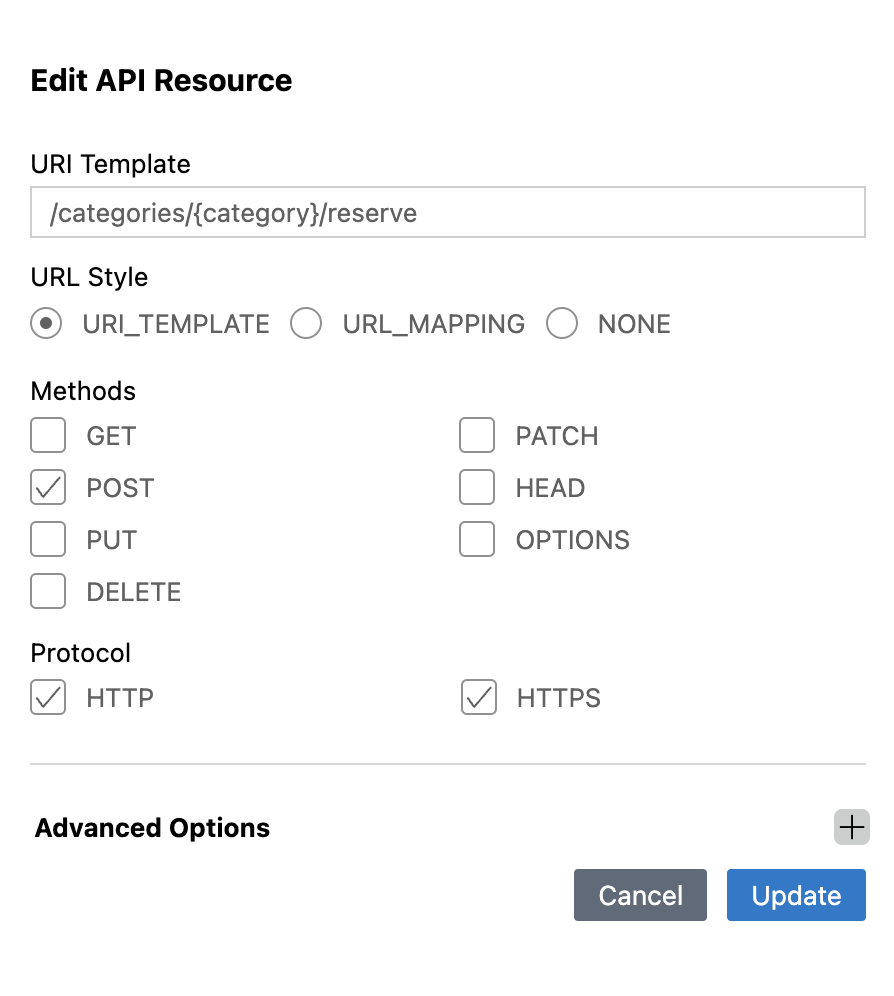 Edit API Resource
URI Template
/categories/{category}/reserve
URL Style
URI_TEMPLATE URL_MAPPING NONE
Methods
GET PATCH
POST HEAD
PUT OPTIONS
DELETE
Protocol
HTTP HTTPS
Advanced Options
Cancel Update